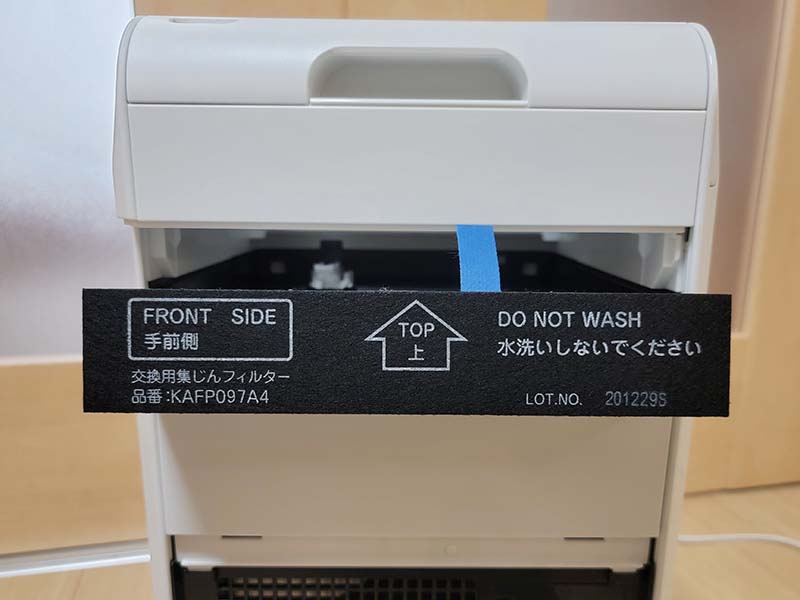 FRONT SIDE
手前側
交換用集じんフィルター
品番:KAFP097A4
TOP
上
DO NOT WASH
水洗いしないでください
LOT.NO. 201229S